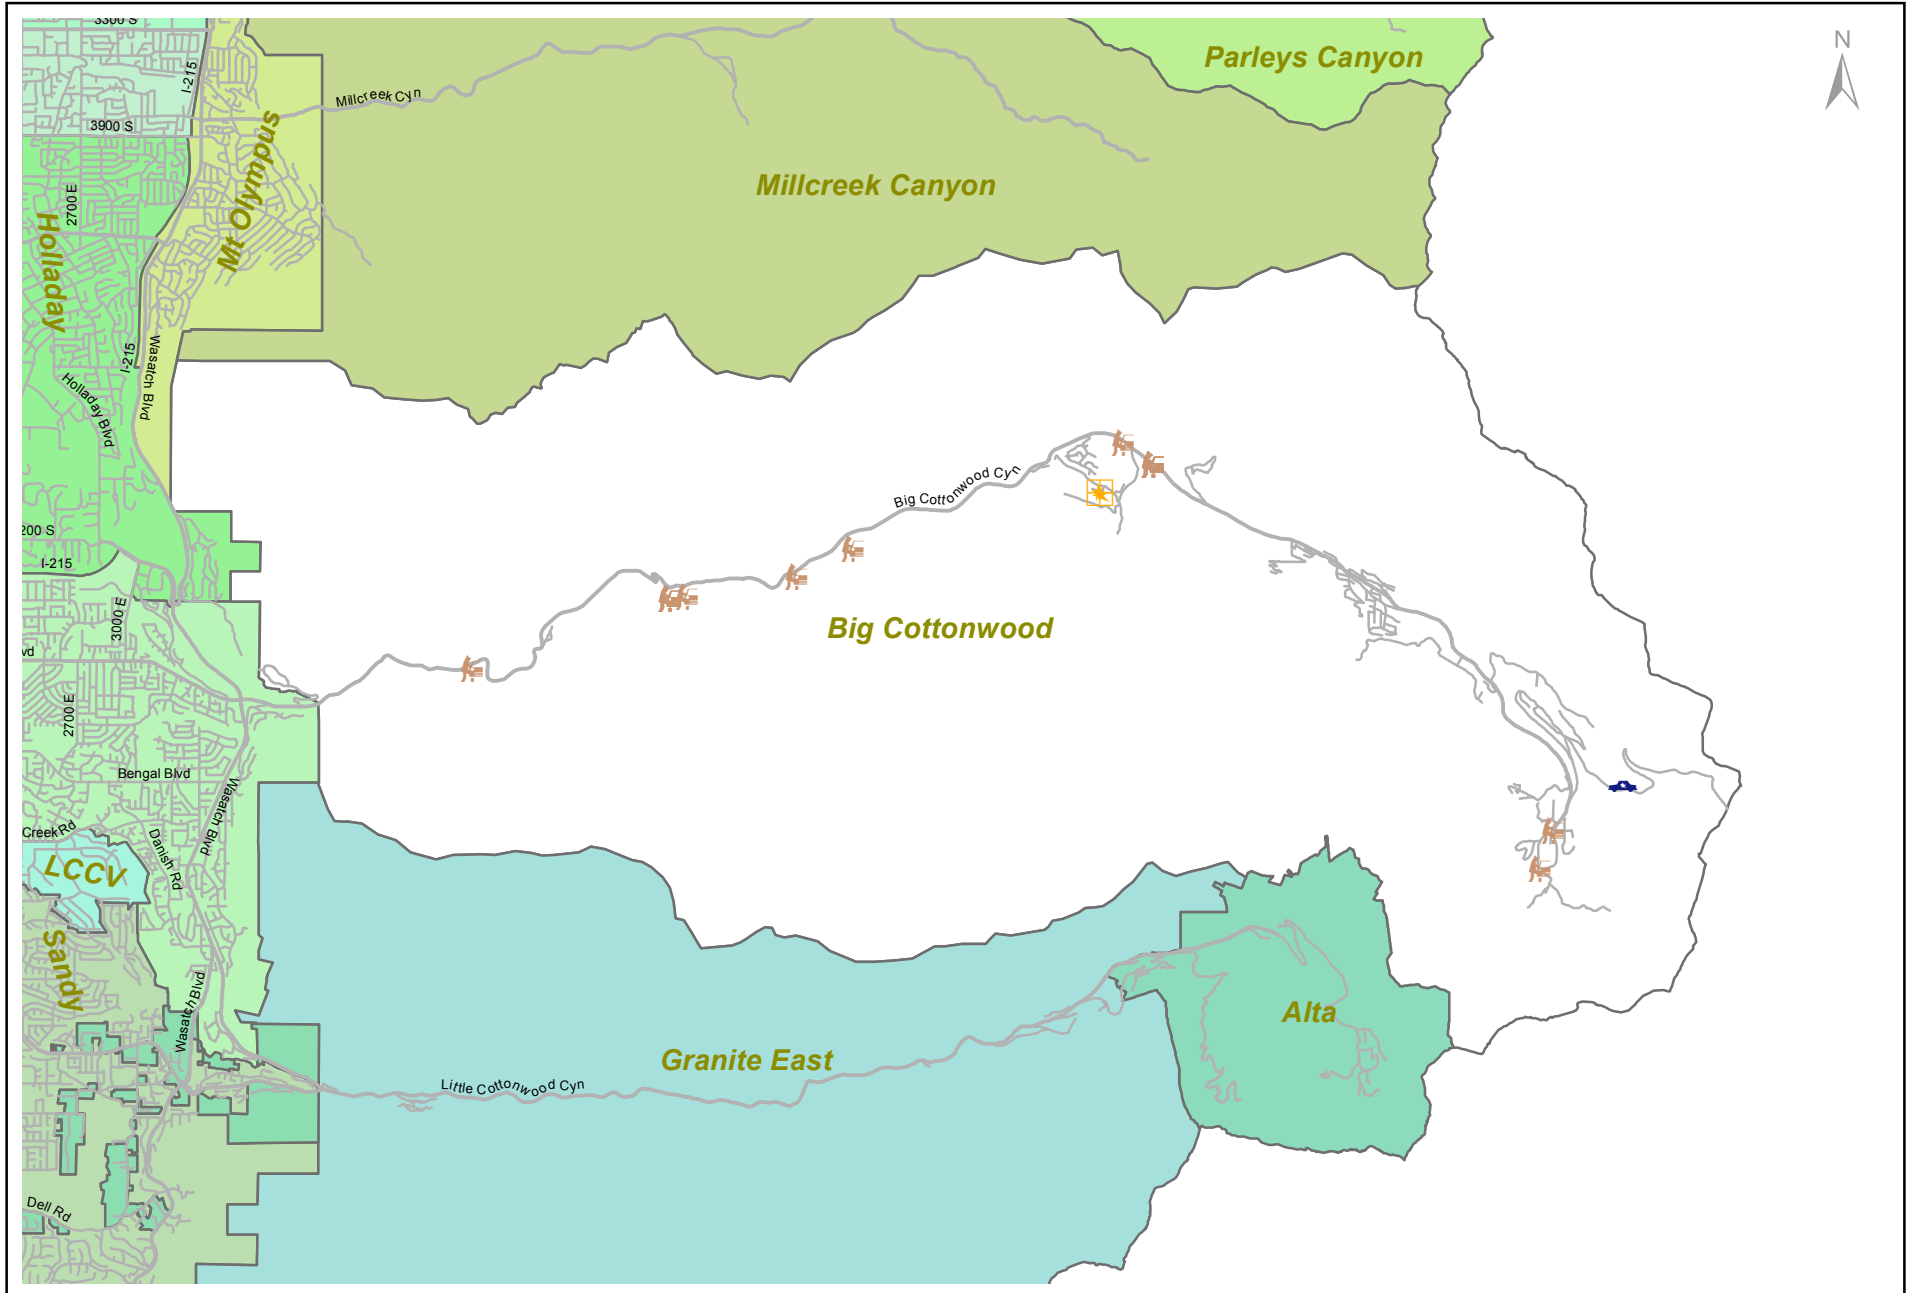 3300 S
I-215
Parleys Canyon
N
Millcreek Cyn
3900 S
Mt Olympus
Millcreek Canyon
2700 E
Holladay
I-215
Wasatch Blvd
Holladay Blvd
Big Cottonwood Cyn
200 S
I-215
3000 E
Big Cottonwood
vd
2700 E
Bengal Blvd
Wasatch Blvd
Creek Rd
Danish Rd
LCCV
Sandy
Wasatch Blvd
Alta
Granite East
Little Cottonwood Cyn
Dell Rd